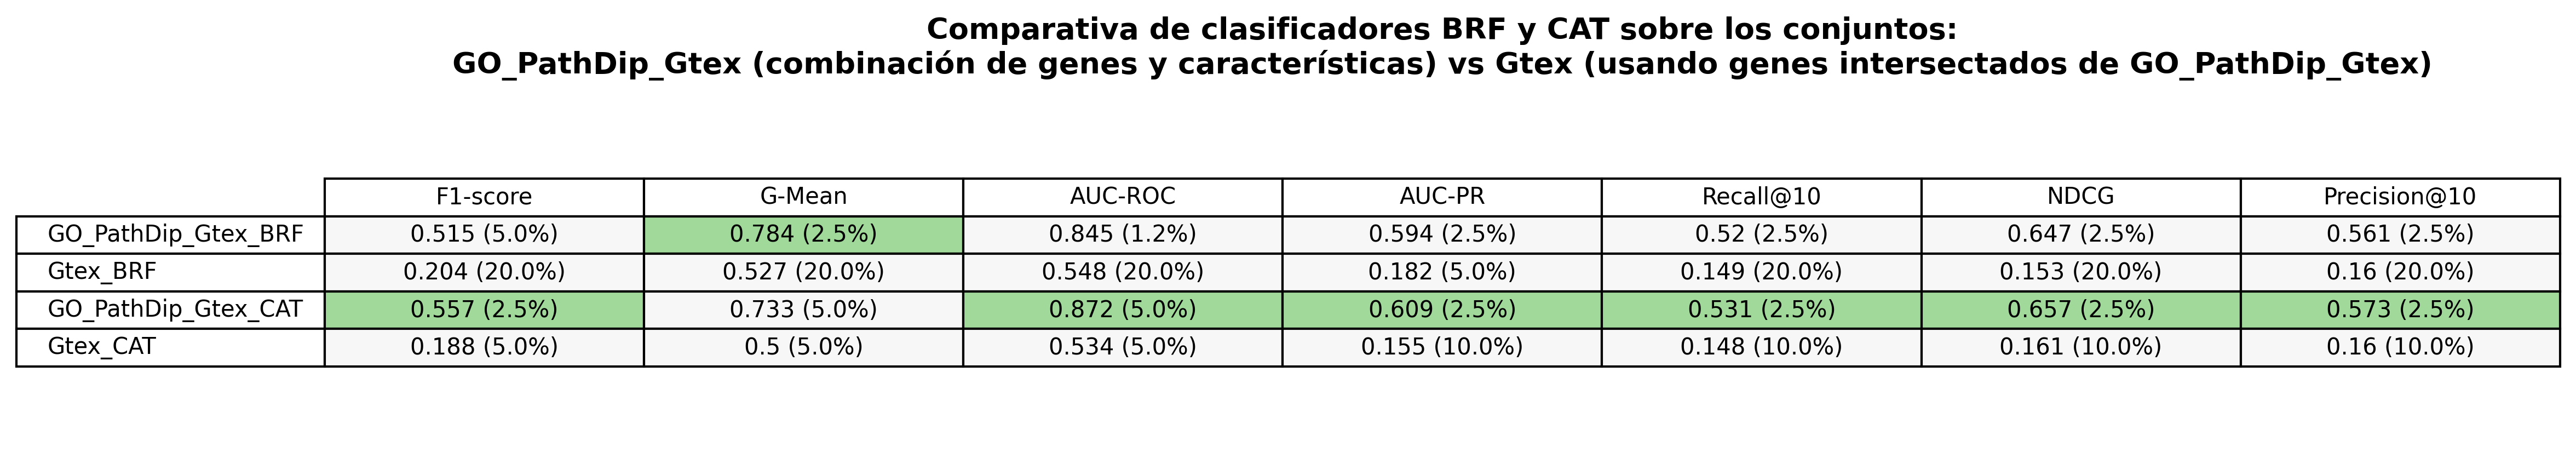 Comparativa de clasificadores BRF y CAT sobre los conjuntos:
GO_PathDip_Gtex (combinación de genes y características) vs Gtex (usando genes intersectados de GO_PathDip_Gtex)
F1-score G-Mean AUC-ROC AUC-PR Recall@10 NDCG Precision@10
GO_PathDip_Gtex_BRF 0.515 (5.0%) 0.784 (2.5%) 0.845 (1.2%) 0.594 (2.5%) 0.52 (2.5%) 0.647 (2.5%) 0.561 (2.5%)
Gtex_BRF 0.204 (20.0%) 0.527 (20.0%) 0.548 (20.0%) 0.182 (5.0%) 0.149 (20.0%) 0.153 (20.0%) 0.16 (20.0%)
GO_PathDip_Gtex_CAT 0.557 (2.5%) 0.733 (5.0%) 0.872 (5.0%) 0.609 (2.5%) 0.531 (2.5%) 0.657 (2.5%) 0.573 (2.5%)
Gtex_CAT 0.188 (5.0%) 0.5 (5.0%) 0.534 (5.0%) 0.155 (10.0%) 0.148 (10.0%) 0.161 (10.0%) 0.16 (10.0%)